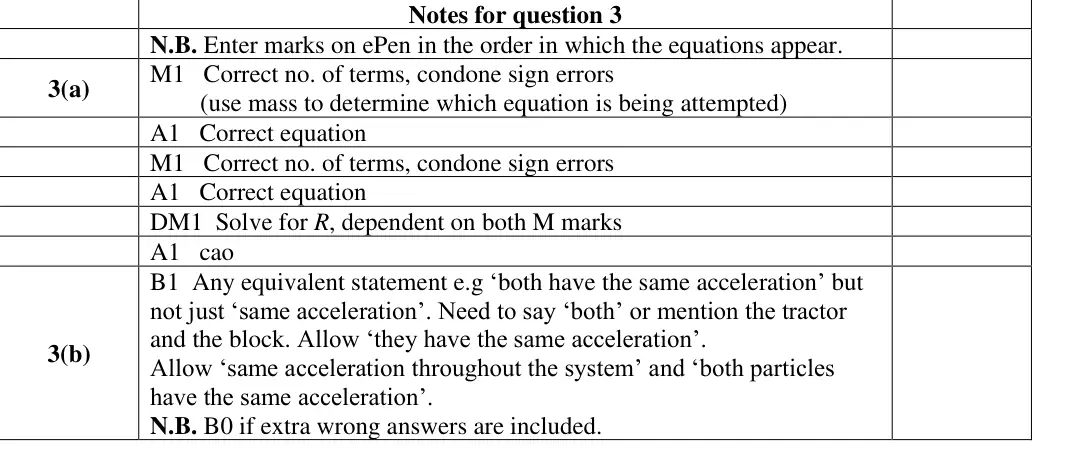 Notes for question 3
N.B. Enter marks on ePen in the order in which the equations appear.
3(a)
M1 Correct no. of terms, condone sign errors
(use mass to determine which equation is being attempted)
A1 Correct equation
M1 Correct no. of terms, condone sign errors
A1 Correct equation
DM1 Solve for R, dependent on both M marks
A1 cao
3(b)
B1 Any equivalent statement e.g ‘both have the same acceleration’ but
not just ‘same acceleration’. Need to say ‘both’ or mention the tractor
and the block. Allow ‘they have the same acceleration’.
Allow ‘same acceleration throughout the system’ and ‘both particles
have the same acceleration’.
N.B. B0 if extra wrong answers are included.